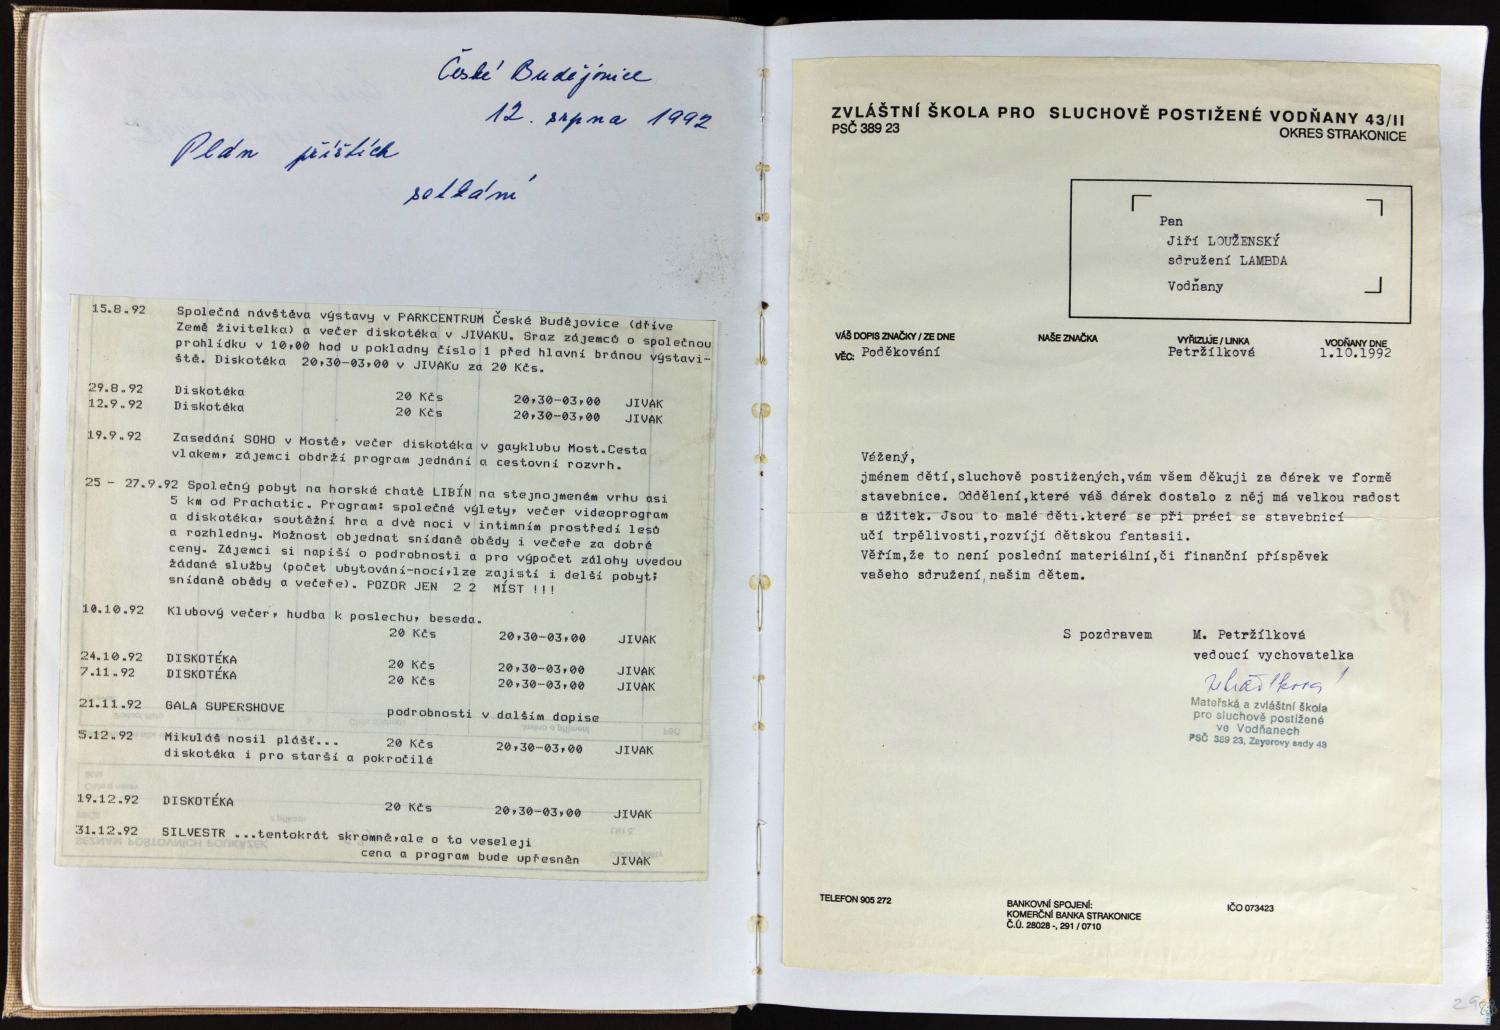 České Budějovice
12. srpna 1992
Plán příštích
setkání
15.8.92 Společná návštěva výstavy v PARKCENTRUM České Budějovice (dříve
Země živitelka) a večer diskotéka v JIVAKU. Sraz zájemců o společnou
prohlídku v 10,00 hod u pokladny číslo 1 před hlavní bránou výstavi-
ště. Diskotéka 20,30-03,00 v JIVAKu za 20 Kčs.
29.8.92 Diskotéka 20 Kčs 20,30-03,00 JIVAK
12.9.92 Diskotéka 20 Kčs 20,30-03,00 JIVAK
19.9.92 Zasedání SOHO v Mostě, večer diskotéka v gayklubu Most.Cesta
vlakem, zájemci obdrží program jednání a cestovní rozvrh.
25 - 27.9.92 Společný pobyt na horské chatě LIBÍN na stejnojmeném vrhu asi
5 km od Prachatic. Program: společné výlety, večer videoprogram
a diskotéka, soutěžní hra a dvě noci v intimním prostředí lesů
a rozhledny. Možnost objednat snídaně obědy i večeře za dobré
ceny. Zájemci si napíší o podrobnosti a pro výpočet zálohy uvedou
žádané služby (počet ubytování-nocí,lze zajistí i delší pobyt;
snídaně obědy a večeře). POZOR JEN 2 2 MÍST !!!
10.10.92 Klubový večer, hudba k poslechu, beseda.
20 Kčs 20,30-03,00 JIVAK
24.10.92 DISKOTÉKA 20 Kčs 20,30-03,00 JIVAK
7.11.92 DISKOTÉKA 20 Kčs 20,30-03,00 JIVAK
21.11.92 GALA SUPERSHOVE podrobnosti v dalším dopise
5.12.92 Mikuláš nosil plášť... 20 Kčs 20,30-03,00 JIVAK
diskotéka i pro starší a pokročilé
19.12.92 DISKOTÉKA 20 Kčs 20,30-03,00 JIVAK
31.12.92 SILVESTR ...tentokrát skromně,ale o to veseleji
cena a program bude upřesněn JIVAK
ZVLÁŠTNÍ ŠKOLA PRO SLUCHOVĚ POSTIŽENÉ VODŇANY 43/II
PSČ 389 23 OKRES STRAKONICE
Pan
Jiří LOUŽENSKÝ
sdružení LAMBDA
Vodňany
VÁŠ DOPIS ZNAČKY / ZE DNE NAŠE ZNAČKA VYŘIZUJE / LINKA VODŇANY DNE
VĚC: Poděkování Petržílková 1.10.1992
Vážený,
jménem dětí,sluchově postižených,vám všem děkuji za dárek ve formě
stavebnice. Oddělení,které váš dárek dostalo z něj má velkou radost
a úžitek. Jsou to malé děti.které se při práci se stavebnicí
učí trpělivosti,rozvíjí dětskou fantasii.
Věřím,že to není poslední materiální,či finanční příspěvek
vašeho sdružení,našim dětem.
S pozdravem M. Petržílková
vedoucí vychovatelka
Mateřská a zvláštní škola
pro sluchově postižené
ve Vodňanech
PSČ 389 23, Zeyerovy sady 43
TELEFON 905 272
BANKOVNÍ SPOJENÍ:
KOMERČNÍ BANKA STRAKONICE
Č.Ú. 28028 -, 291 / 0710
IČO 073423